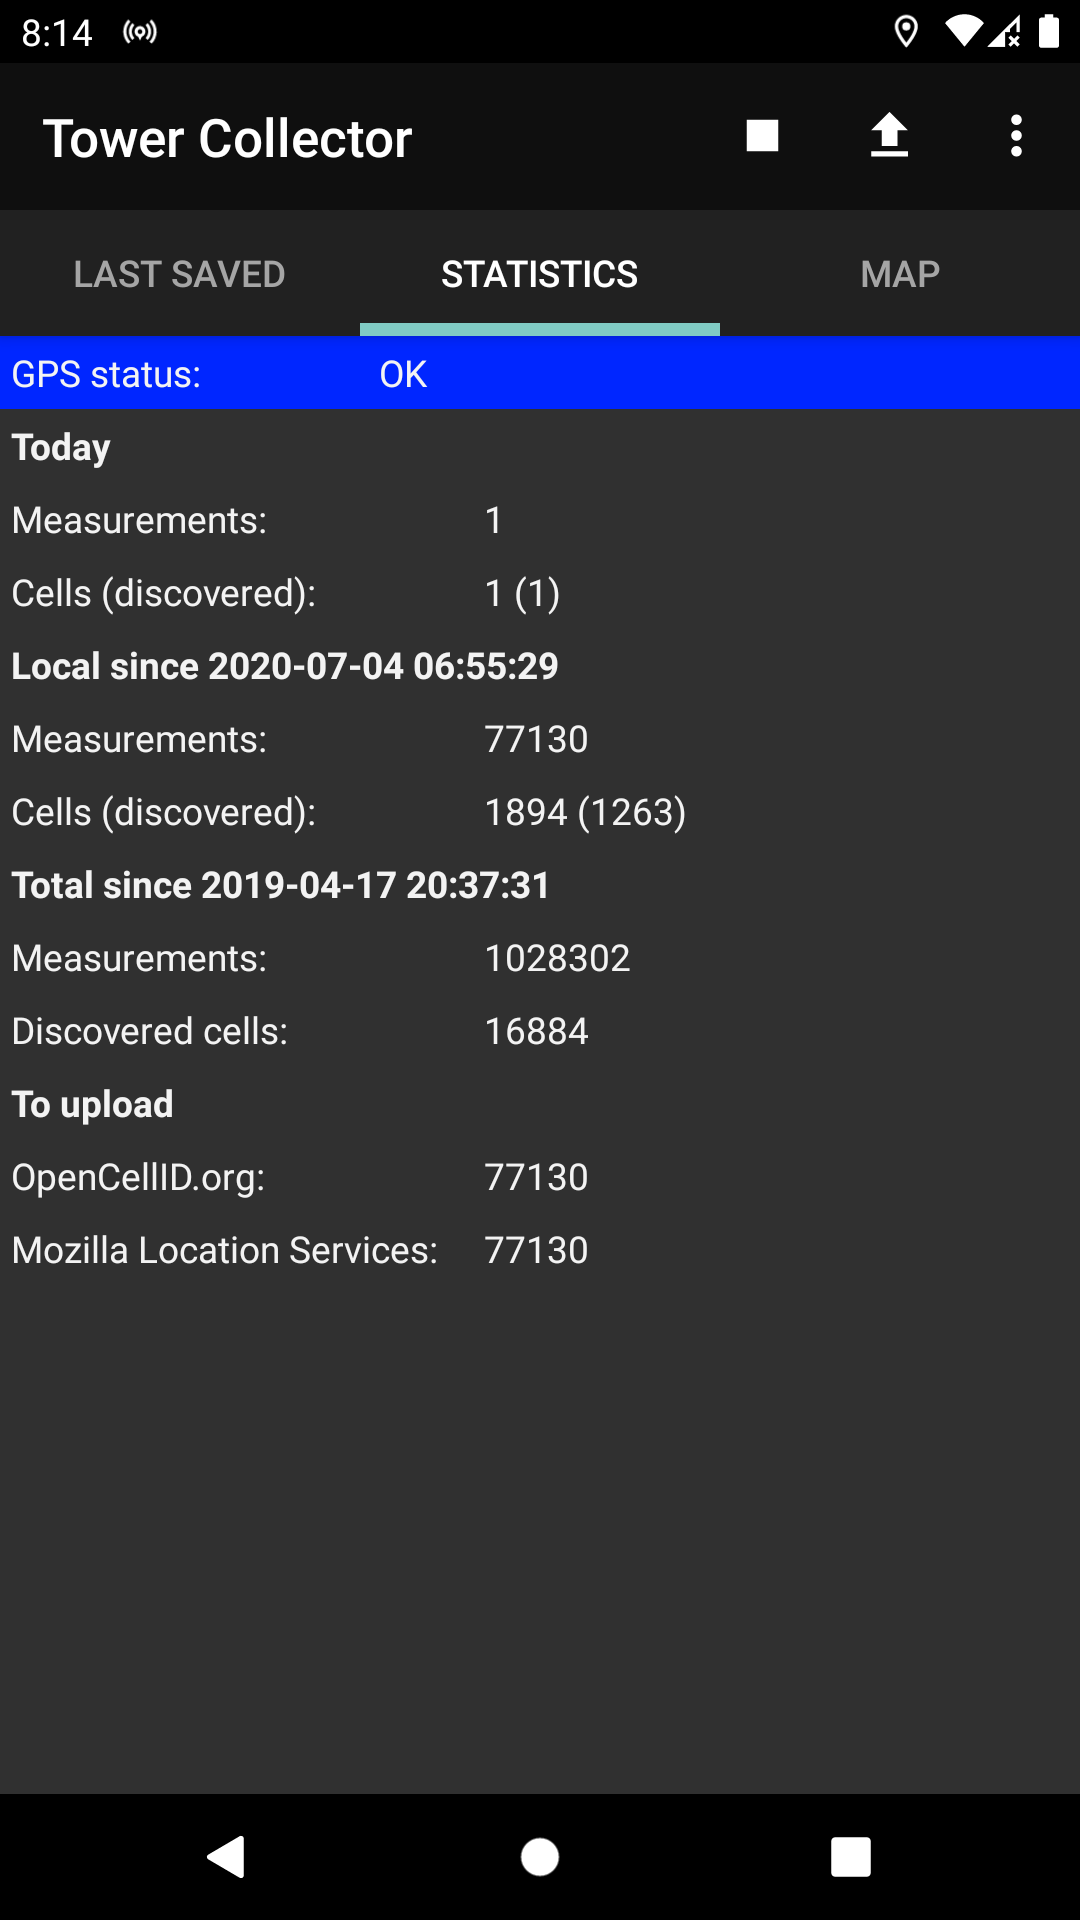 8:14
Tower Collector
LAST SAVED STATISTICS MAP
GPS status: OK
Today
Measurements: 1
Cells (discovered): 1 (1)
Local since 2020-07-04 06:55:29
Measurements: 77130
Cells (discovered): 1894 (1263)
Total since 2019-04-17 20:37:31
Measurements: 1028302
Discovered cells: 16884
To upload
OpenCellID.org: 77130
Mozilla Location Services: 77130